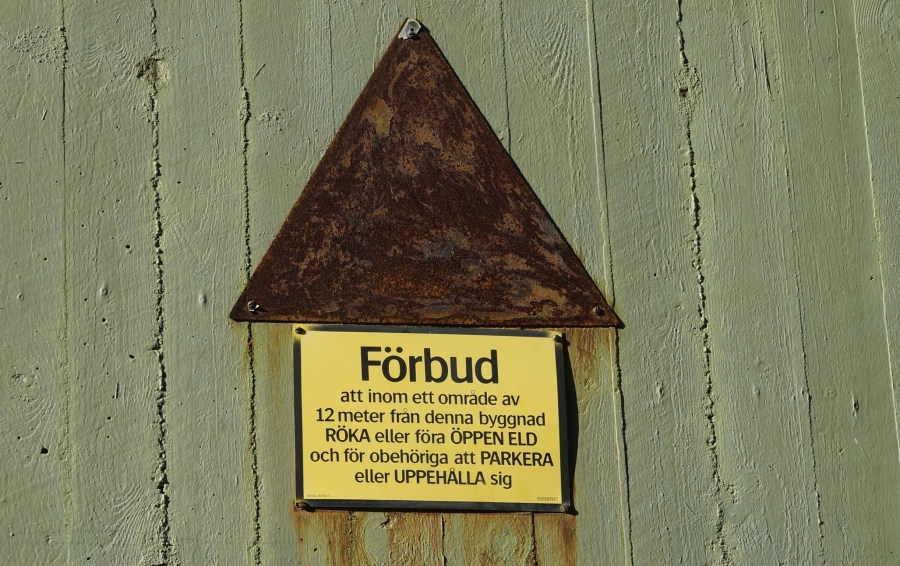 Förbud
att inom ett område av
12 meter från denna byggnad
RÖKA eller föra ÖPPEN ELD
och för obehöriga att PARKERA
eller UPPEHÅLLA sig